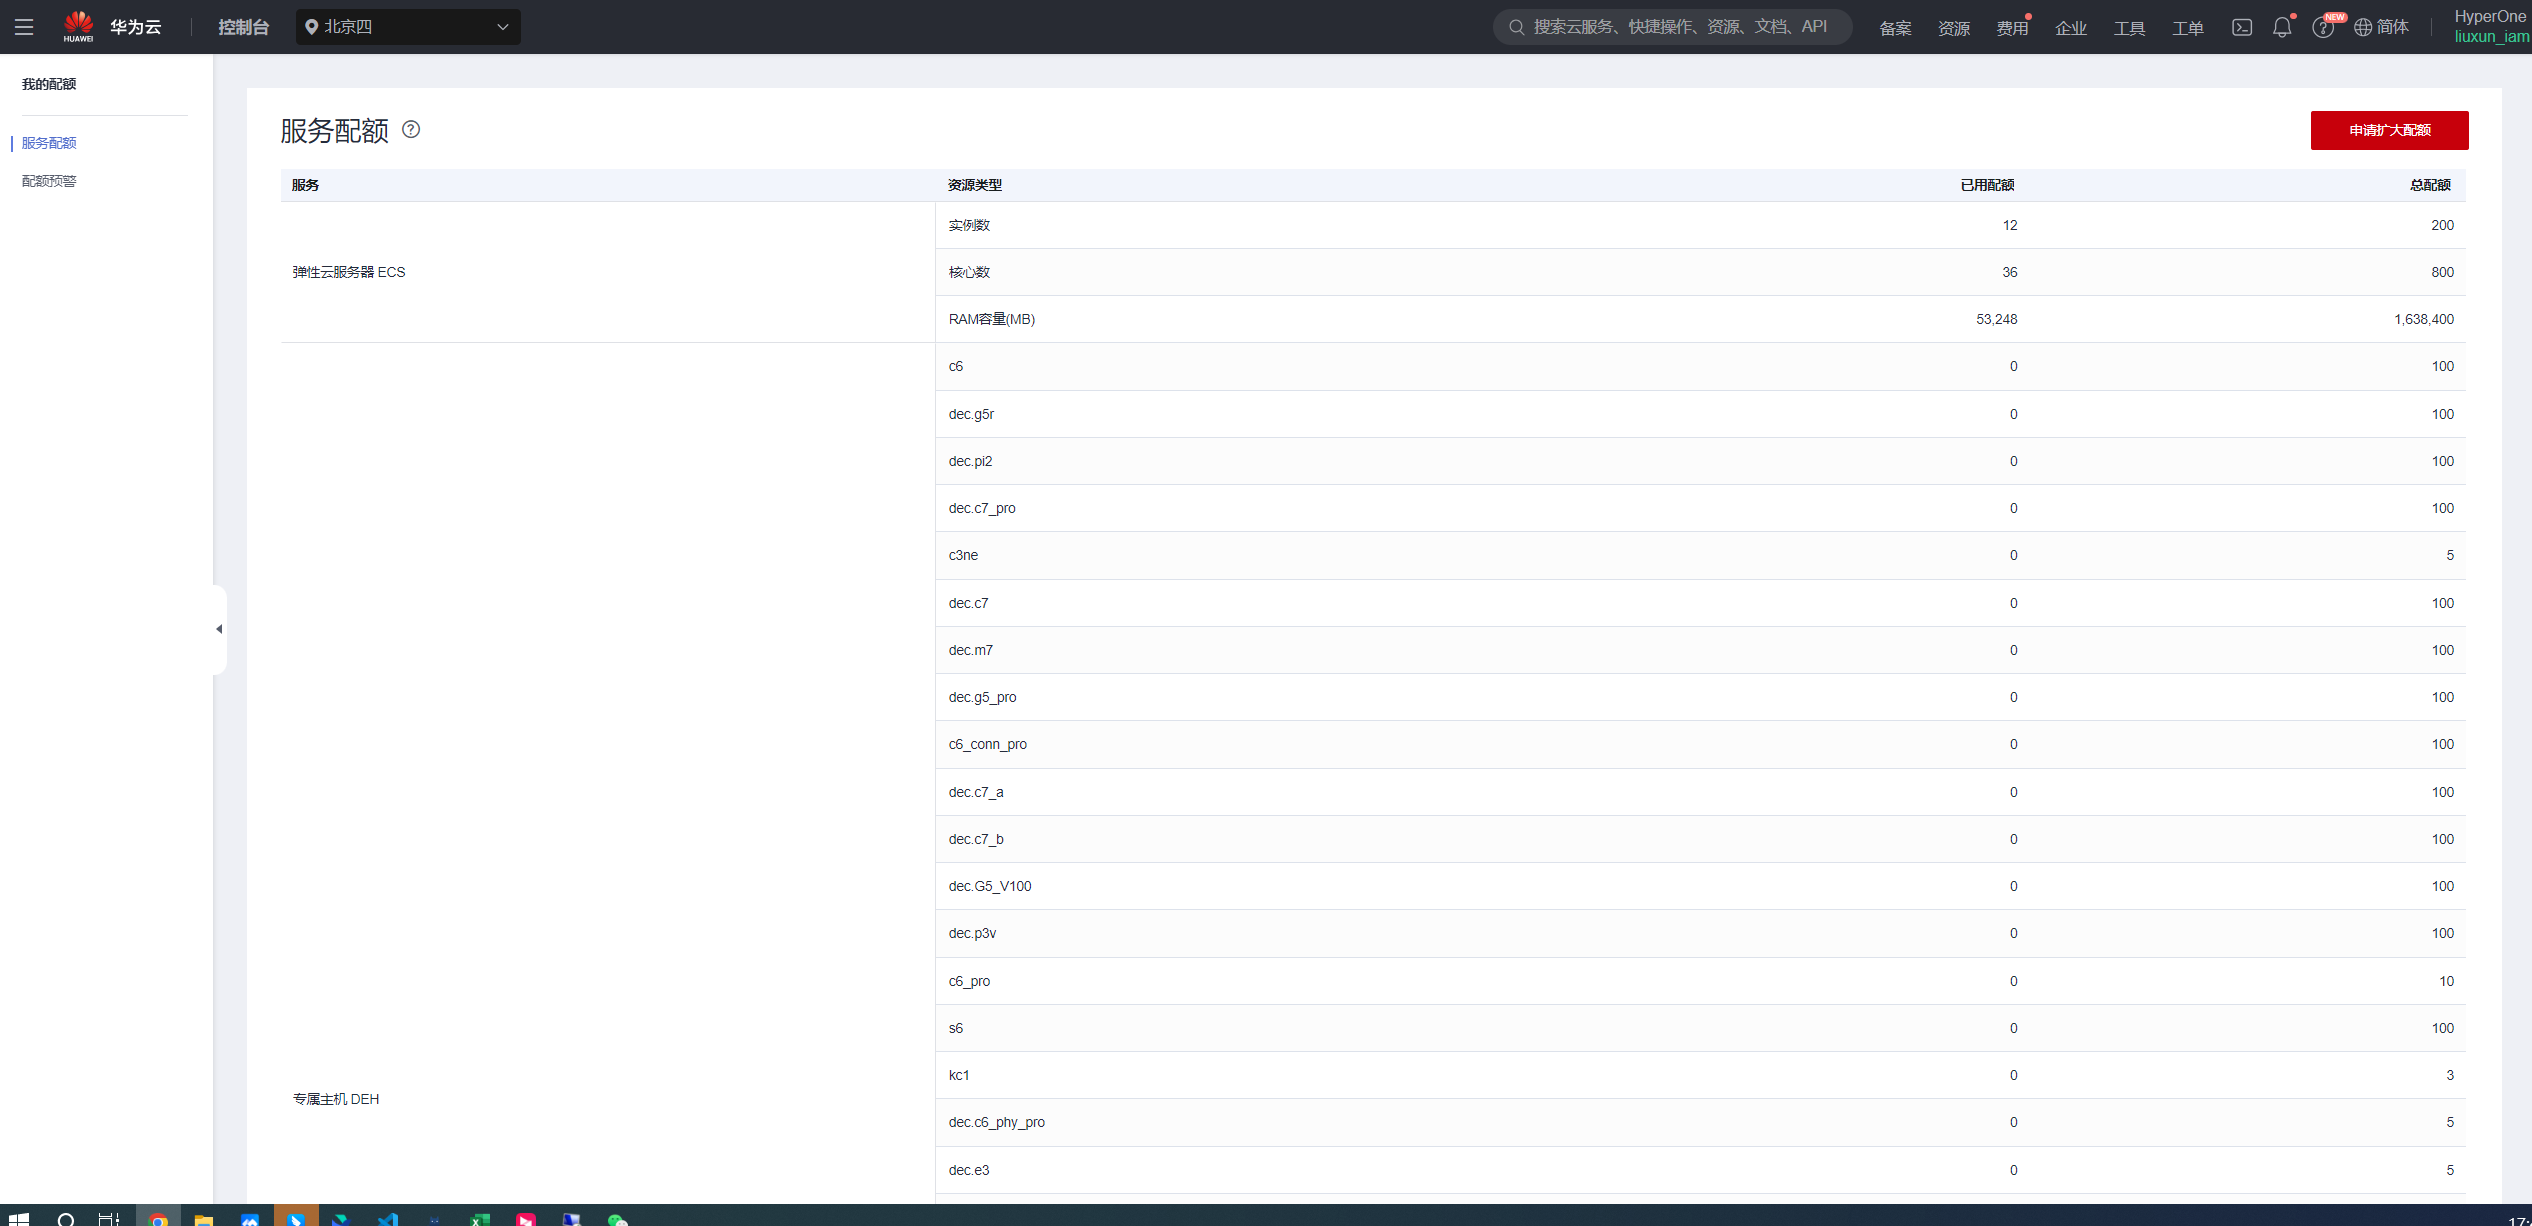 HUAWEI
华为云
控制台
北京四
搜索云服务、快捷操作、资源、文档、API
备案
资源
费用
企业
工具
工单
NEW
简体
HyperOne
liuxun_iam
我的配额
服务配额
配额预警
服务配额
申请扩大配额
服务 资源类型 已用配额 总配额
弹性云服务器 ECS
实例数 12 200
核心数 36 800
RAM容量(MB) 53,248 1,638,400
专属主机 DEH
c6 0 100
dec.g5r 0 100
dec.pi2 0 100
dec.c7_pro 0 100
c3ne 0 5
dec.c7 0 100
dec.m7 0 100
dec.g5_pro 0 100
c6_conn_pro 0 100
dec.c7_a 0 100
dec.c7_b 0 100
dec.G5_V100 0 100
dec.p3v 0 100
c6_pro 0 10
s6 0 100
kc1 0 3
dec.c6_phy_pro 0 5
dec.e3 0 5